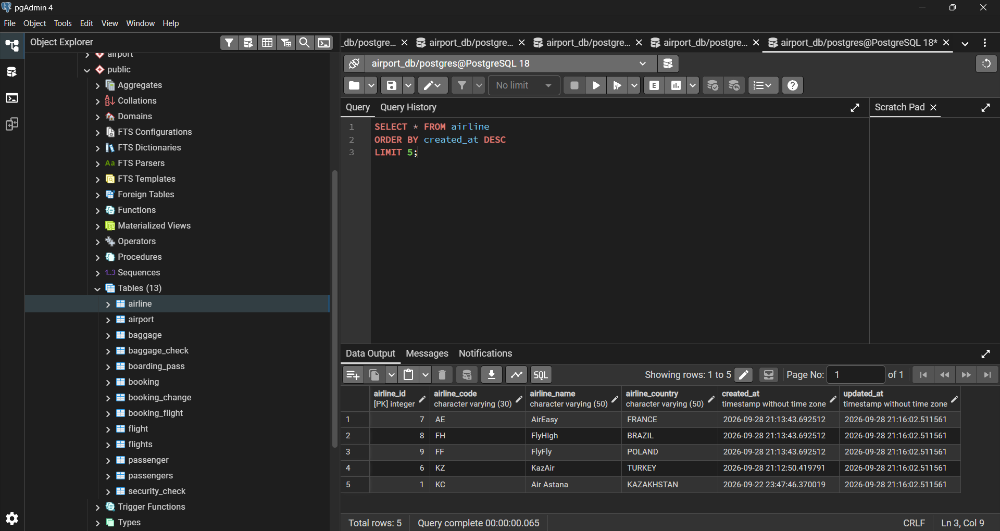 pgAdmin 4
File Object Tools Edit View Window Help
Object Explorer
_db/postgre... airport_db/postgre... airport_db/postgre... airport_db/postgre... airport_db/postgres@PostgreSQL 18*
airport
public
Aggregates
Collations
Domains
FTS Configurations
FTS Dictionaries
Aa FTS Parsers
FTS Templates
Foreign Tables
Functions
Materialized Views
Operators
Procedures
1..3 Sequences
Tables (13)
airline
airport
baggage
baggage_check
boarding_pass
booking
booking_change
booking_flight
flight
flights
passenger
passengers
security_check
Trigger Functions
Types
airport_db/postgres@PostgreSQL 18
No limit E
Query Query History
Scratch Pad
1 SELECT * FROM airline
2 ORDER BY created_at DESC
3 LIMIT 5;
Data Output Messages Notifications
SQL Showing rows: 1 to 5 Page No: 1 of 1
airline_id airline_code airline_name airline_country created_at updated_at
[PK] integer character varying (30) character varying (50) character varying (50) timestamp without time zone timestamp without time zone
1 7 AE AirEasy FRANCE 2026-09-28 21:13:43.692512 2026-09-28 21:16:02.511561
2 8 FH FlyHigh BRAZIL 2026-09-28 21:13:43.692512 2026-09-28 21:16:02.511561
3 9 FF FlyFly POLAND 2026-09-28 21:13:43.692512 2026-09-28 21:16:02.511561
4 6 KZ KazAir TURKEY 2026-09-28 21:12:50.419791 2026-09-28 21:16:02.511561
5 1 KC Air Astana KAZAKHSTAN 2026-09-22 23:47:46.370019 2026-09-28 21:16:02.511561
Total rows: 5 Query complete 00:00:00.065 CRLF Ln 3, Col 9